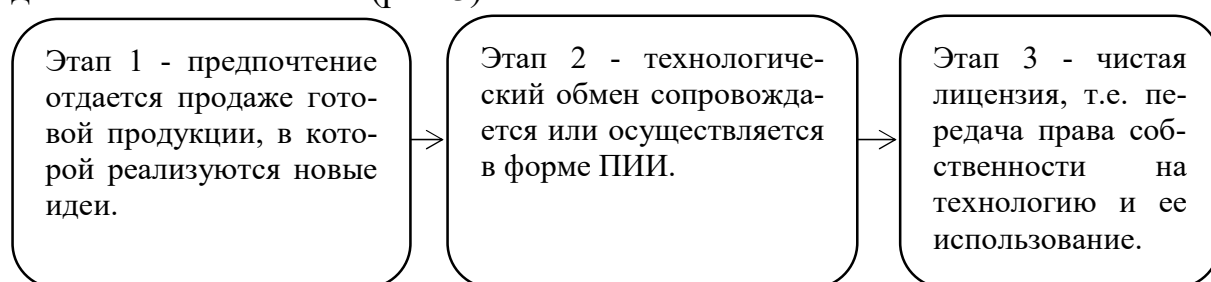 Этап 1 - предпочтение
отдается продаже гото-
вой продукции, в кото-
рой реализуются новые
идеи.
Этап 2 - технологиче-
ский обмен сопровожда-
ется или осуществляется
в форме ПИИ.
Этап 3 - чистая
лицензия, т.е. пе-
редача права соб-
ственности на
технологию и ее
использование.